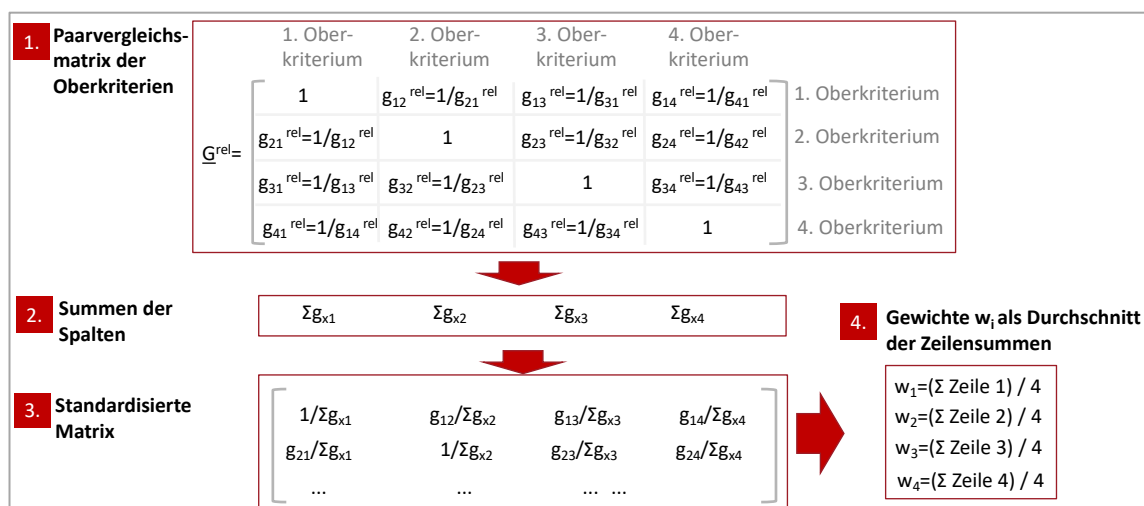 1. Paarvergleichs-
matrix der
Oberkriterien
1. Ober- 2. Ober- 3. Ober- 4. Ober-
kriterium kriterium kriterium kriterium
1 g12 rel=1/g21 rel g13 rel=1/g31 rel g14 rel=1/g41 rel 1. Oberkriterium
g21 rel=1/g12 rel 1 g23 rel=1/g32 rel g24 rel=1/g42 rel 2. Oberkriterium
Grel=
g31 rel=1/g13 rel g32 rel=1/g23 rel 1 g34 rel=1/g43 rel 3. Oberkriterium
g41 rel=1/g14 rel g42 rel=1/g24 rel g43 rel=1/g34 rel 1 4. Oberkriterium
2. Summen der
Spalten
Σgx1 Σgx2 Σgx3 Σgx4
3. Standardisierte
Matrix
1/Σgx1 g12/Σgx2 g13/Σgx3 g14/Σgx4
g21/Σgx1 1/Σgx2 g23/Σgx3 g24/Σgx4
... ... ... ...
4. Gewichte wi als Durchschnitt
der Zeilensummen
w1=(Σ Zeile 1) / 4
w2=(Σ Zeile 2) / 4
w3=(Σ Zeile 3) / 4
w4=(Σ Zeile 4) / 4